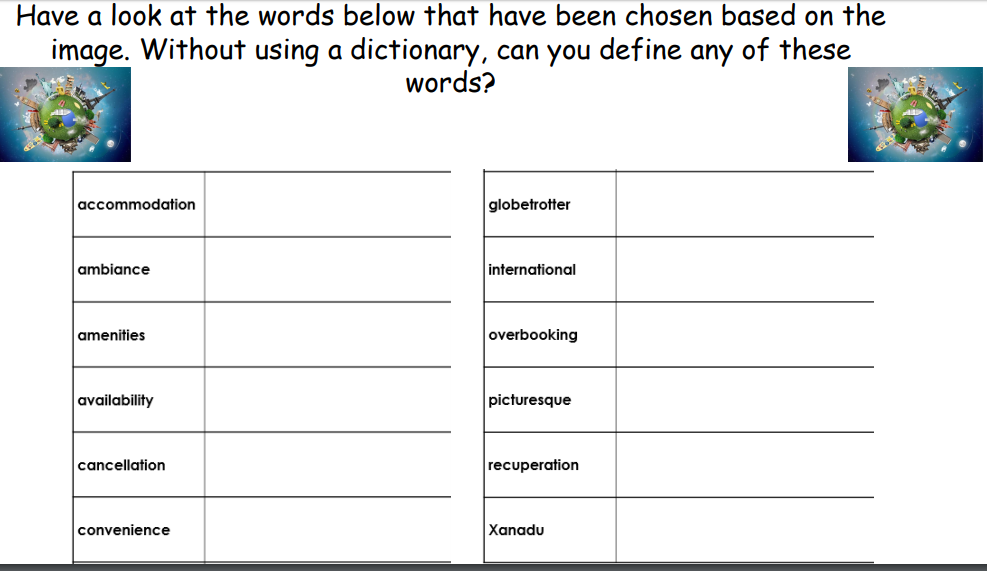 Have a look at the words below that have been chosen based on the
image. Without using a dictionary, can you define any of these
words?
accommodation
ambiance
amenities
availability
cancellation
convenience
globetrotter
international
overbooking
picturesque
recuperation
Xanadu